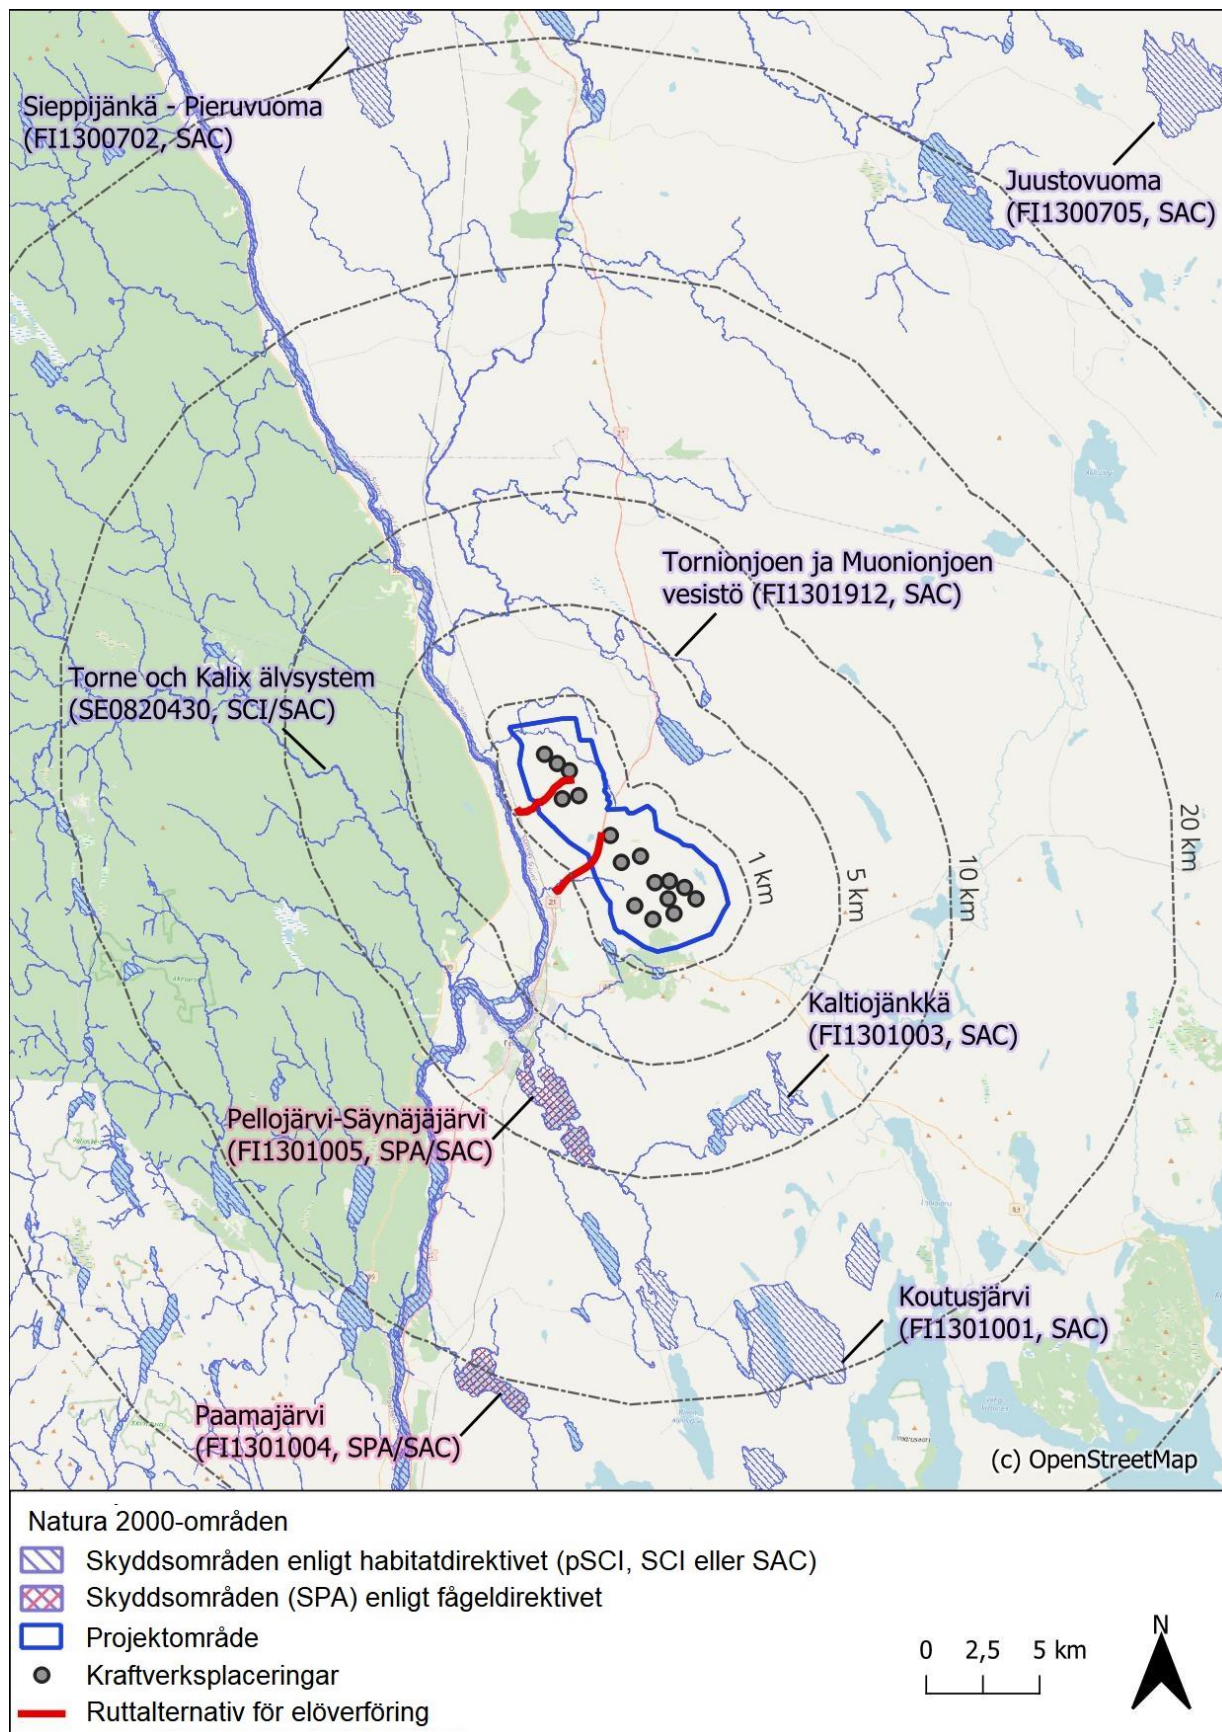 Sieppijänkä - Pieruvuoma
(FI1300702, SAC)
Juustovuoma
(FI1300705, SAC)
21
Tornionjoen ja Muonionjoen
vesistö (FI1301912, SAC)
Torne och Kalix älvsystem
(SE0820430, SCI/SAC)
20 km
10 km
5 km
1 km
21
Kaltiojänkkä
(FI1301003, SAC)
Pellojärvi-Säynäjäjärvi
(FI1301005, SPA/SAC)
83
Koutusjärvi
(FI1301001, SAC)
Paamajärvi
(FI1301004, SPA/SAC)
(c) OpenStreetMap
Natura 2000-områden
Skyddsområden enligt habitatdirektivet (pSCI, SCI eller SAC)
Skyddsområden (SPA) enligt fågeldirektivet
Projektområde
Kraftverksplaceringar
Ruttalternativ för elöverföring
0 2,5 5 km
N